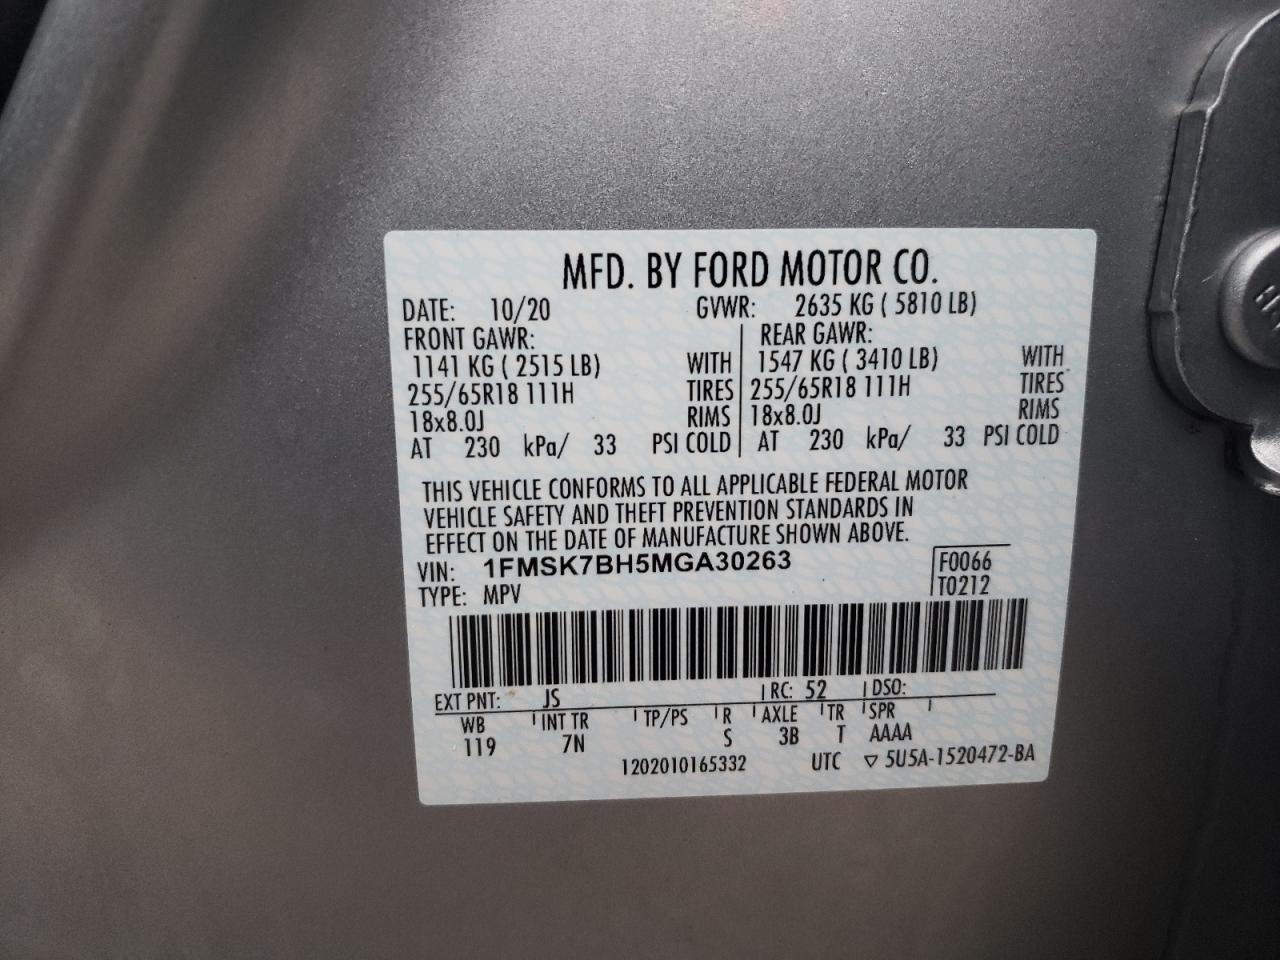 MFD. BY FORD MOTOR CO.
DATE: 10/20 GVWR: 2635 KG ( 5810 LB)
FRONT GAWR: REAR GAWR:
1141 KG ( 2515 LB) WITH 1547 KG ( 3410 LB) WITH
255/65R18 111H TIRES 255/65R18 111H TIRES
18x8.0J RIMS 18x8.0J RIMS
AT 230 kPa/ 33 PSI COLD AT 230 kPa/ 33 PSI COLD
THIS VEHICLE CONFORMS TO ALL APPLICABLE FEDERAL MOTOR
VEHICLE SAFETY AND THEFT PREVENTION STANDARDS IN
EFFECT ON THE DATE OF MANUFACTURE SHOWN ABOVE.
VIN: 1FMSK7BH5MGA30263 F0066
TYPE: MPV T0212
EXT PNT: JS RC: 52 DSO:
WB INT TR TP/PS R AXLE TR SPR
119 7N S 3B T AAAA
1202010165332 UTC ▽ 5U5A-1520472-BA